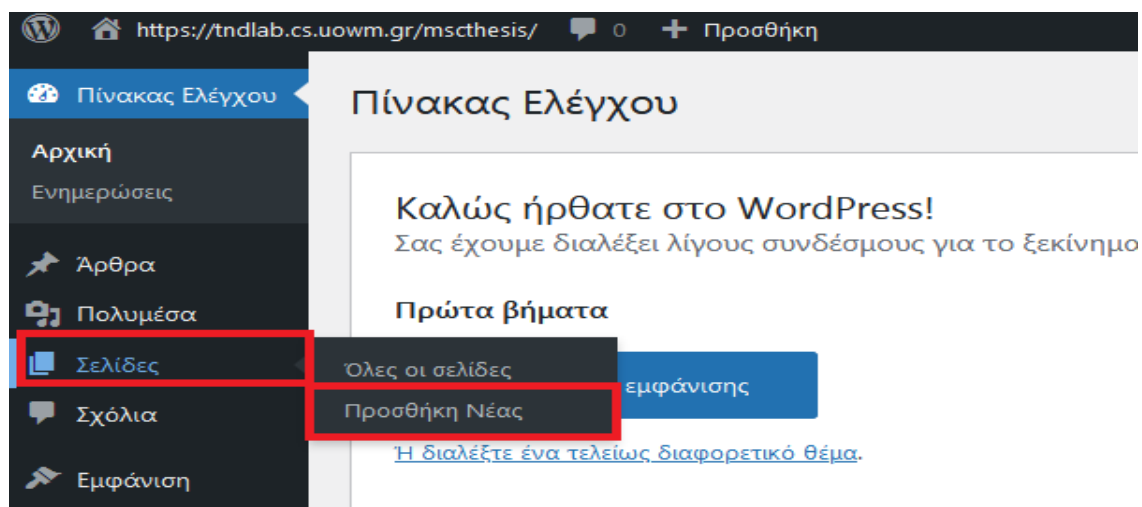 https://tndlab.cs.uowm.gr/mscthesis/ 0 Προσθήκη
Πίνακας Ελέγχου
Αρχική
Ενημερώσεις
Άρθρα
Πολυμέσα
Σελίδες
Σχόλια
Εμφάνιση
Όλες οι σελίδες
Προσθήκη Νέας
Πίνακας Ελέγχου
Καλώς ήρθατε στο WordPress!
Σας έχουμε διαλέξει λίγους συνδέσμους για το ξεκίνημα
Πρώτα βήματα
εμφάνισης
Ή διαλέξτε ένα τελείως διαφορετικό θέμα.